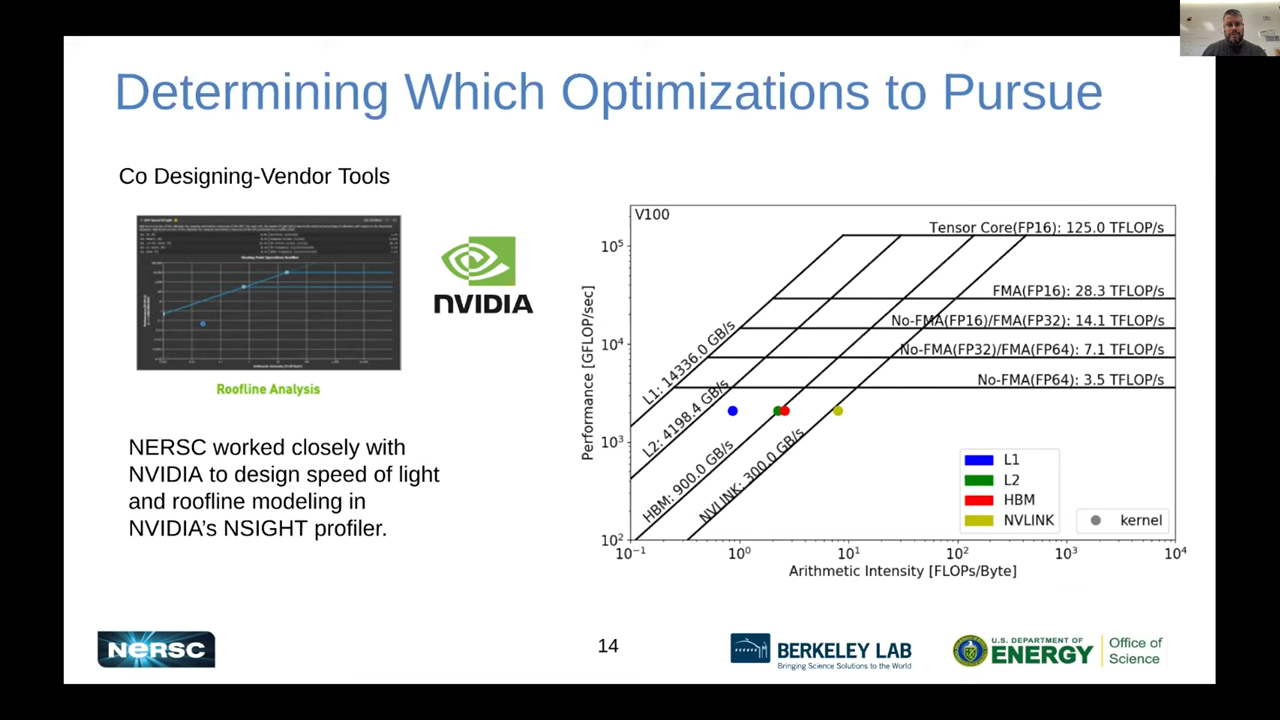 Determining Which Optimizations to Pursue
Co Designing-Vendor Tools
Roofline Analysis
NVIDIA
NERSC worked closely with
NVIDIA to design speed of light
and roofline modeling in
NVIDIA's NSIGHT profiler.
V100
Tensor Core(FP16): 125.0 TFLOP/s
FMA(FP16): 28.3 TFLOP/s
No-FMA(FP16)/FMA(FP32): 14.1 TFLOP/s
No-FMA(FP32)/FMA(FP64): 7.1 TFLOP/s
No-FMA(FP64): 3.5 TFLOP/s
L1: 14336.0 GB/s
L2: 4198.4 GB/s
HBM: 900.0 GB/s
NVLINK: 300.0 GB/s
Performance [GFLOP/sec]
10⁵
10⁴
10³
10²
10⁻¹ 10⁰ 10¹ 10² 10³ 10⁴
Arithmetic Intensity [FLOPs/Byte]
L1
L2
HBM
NVLINK
kernel
NERSC
14
BERKELEY LAB
Bringing Science Solutions to the World
U.S. DEPARTMENT OF
ENERGY
Office of
Science